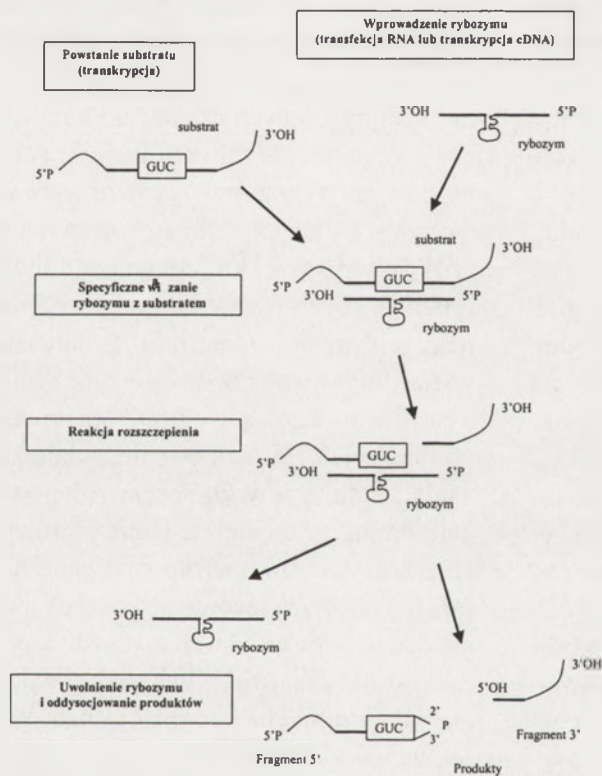 Wprowadzenie rybozymu
(transfekcja RNA lub transkrypcja cDNA)
Powstanie substratu
(transkrypcja)
substrat
3'OH
GUC
5'P
3'OH
5'P
rybozym
substrat
3'OH
GUC
5'P
3'OH
5'P
rybozym
Specyficzne wią zanie
rybozymu z substratem
3'OH
Reakcja rozszczepienia
GUC
5'P
3'OH
5'P
rybozym
3'OH
5'P
rybozym
Uwolnienie rybozymu
i oddysocjowanie produktów
3'OH
5'OH
Fragment 3'
2'
P
3'
GUC
5'P
Fragment 5'
Produkty